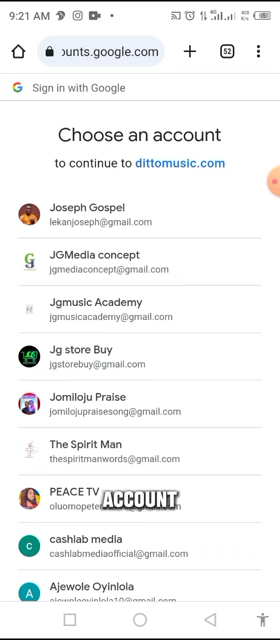 9:21 AM
ounts.google.com
52
Sign in with Google
Choose an account
to continue to dittomusic.com
Joseph Gospel
lekanjoseph@gmail.com
JGMedia concept
jgmediaconcept@gmail.com
Jgmusic Academy
jgmusicacademy@gmail.com
Jg store Buy
jgstorebuy@gmail.com
Jomiloju Praise
jomilojupraisesong@gmail.com
The Spirit Man
thespiritmanwords@gmail.com
PEACE TV
ACCOUNT
cashlab media
cashlabmediaofficial@gmail.com
Ajewole Oyinlola
ajewoleoyinlola10@gmail.com